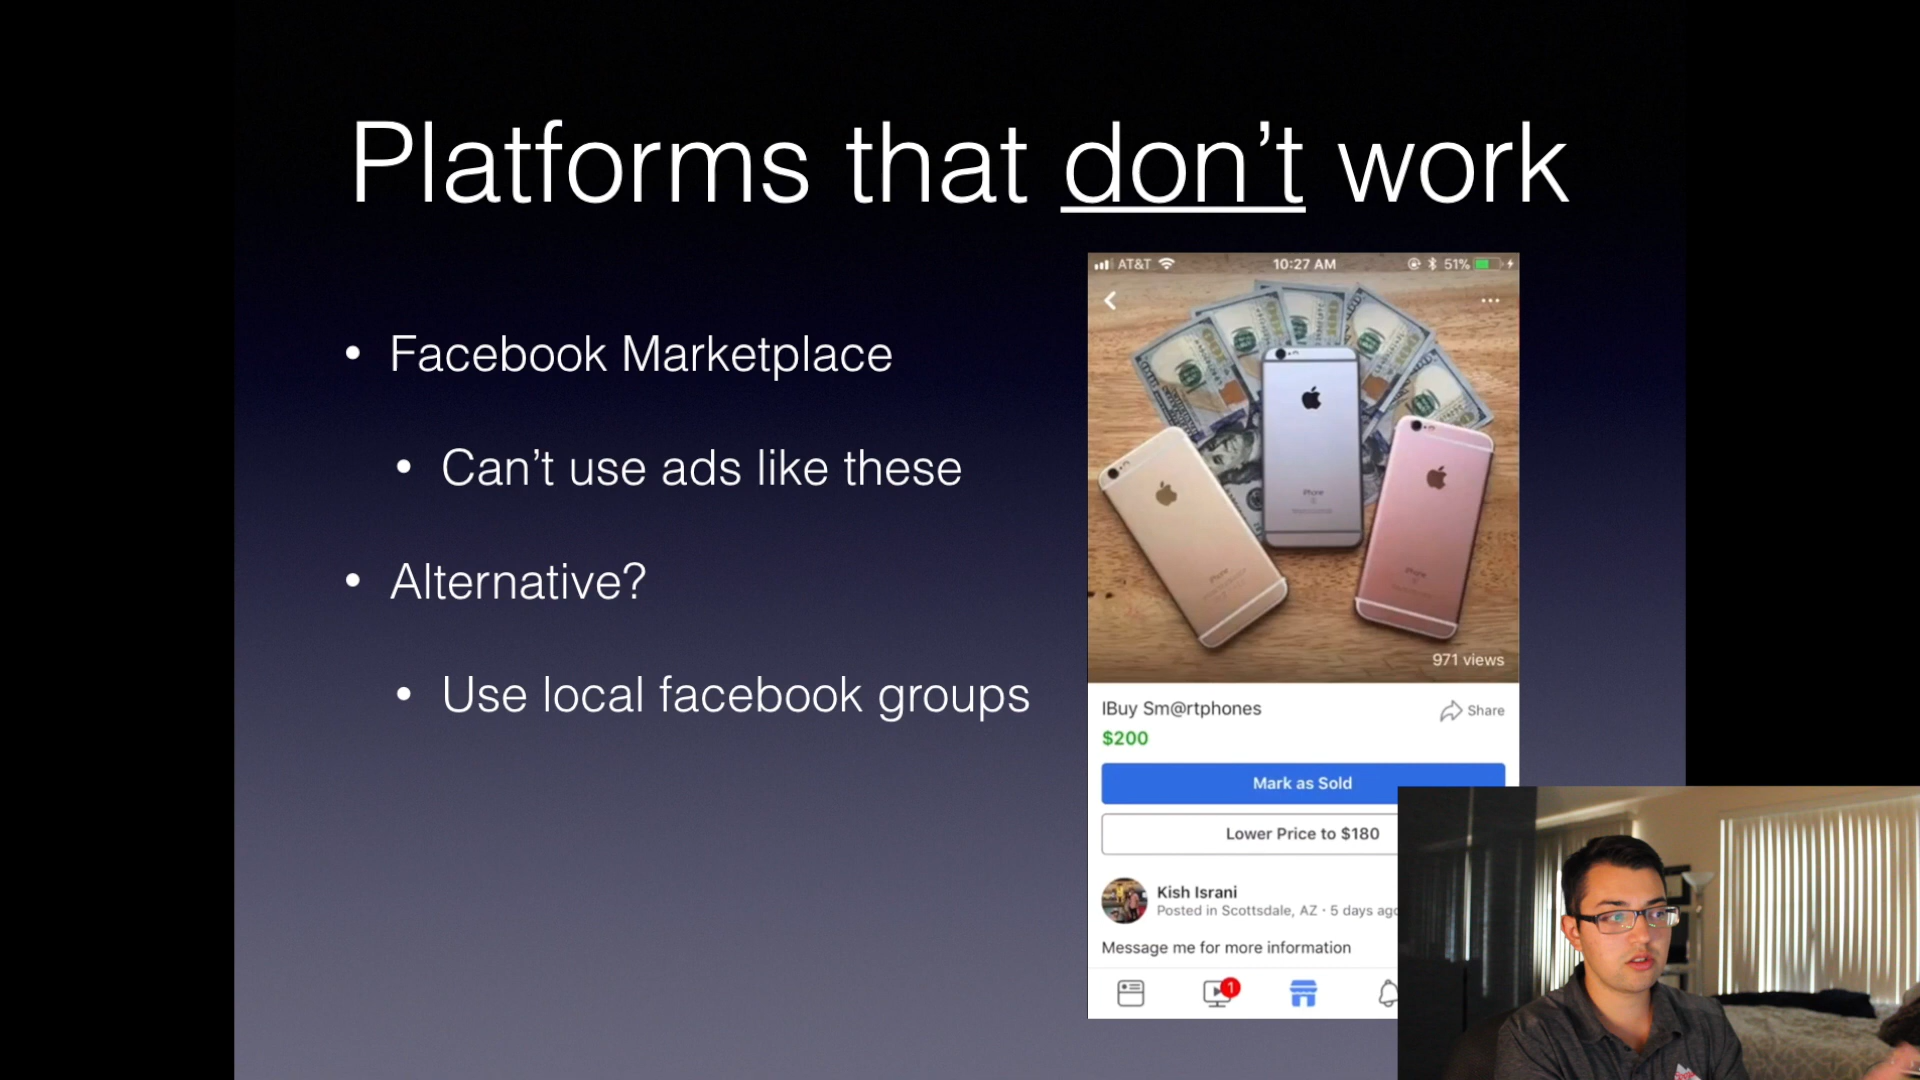 Platforms that don't work
• Facebook Marketplace
• Can't use ads like these
• Alternative?
• Use local facebook groups
AT&T 10:27 AM 51%
971 views
IBuy Sm@rtphones
Share
$200
Mark as Sold
Lower Price to $180
Kish Israni
Posted in Scottsdale, AZ · 5 days ago
Message me for more information
1